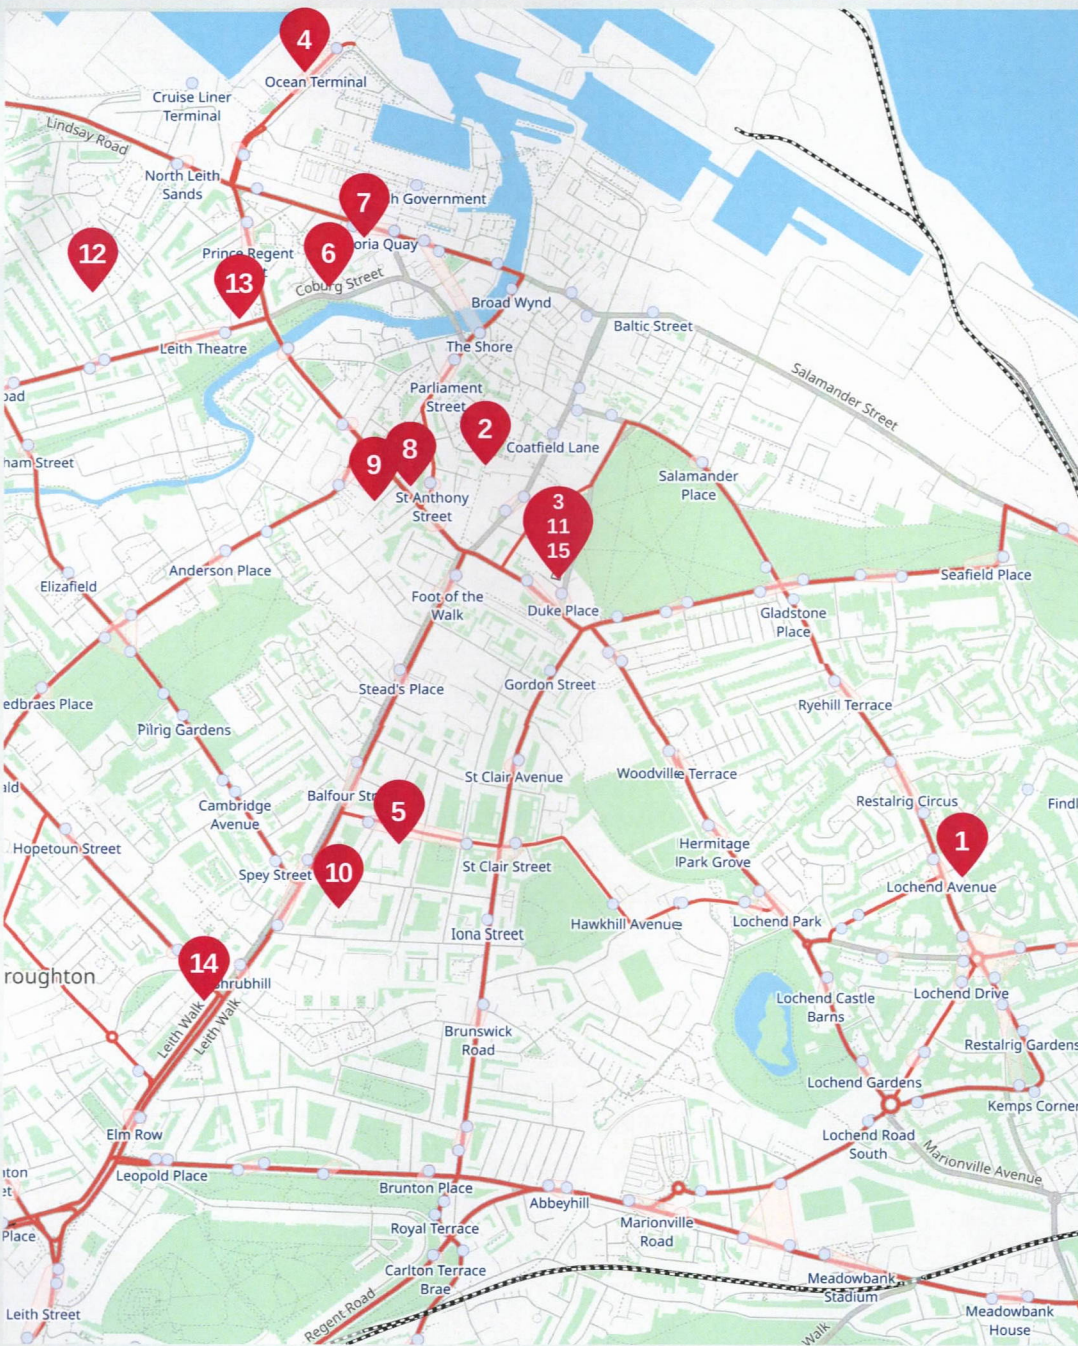 4
Ocean Terminal
Cruise Liner
Terminal
Lindsay Road
North Leith
Sands
7
h Government
oria Quay
12
Prince Regent
t
6
13
Coburg Street
Broad Wynd
Baltic Street
Leith Theatre
The Shore
Salamander Street
oad
Parliament
Street
2
8
9
Coatfield Lane
ham Street
Salamander
Place
St Anthony
Street
3
11
15
Anderson Place
Elizafield
Foot of the
Walk
Duke Place
Seafield Place
Gladstone
Place
Stead's Place
Gordon Street
edbraes Place
Ryehill Terrace
Pilrig Gardens
St Clair Avenue
Woodville Terrace
ald
Balfour Str
Cambridge
Avenue
5
Restalrig Circus
Findl
Hopetoun Street
Hermitage
Park Grove
1
Spey Street
10
St Clair Street
Lochend Avenue
Hawkhill Avenue
Lochend Park
Iona Street
14
roughton
Shrubhill
Lochend Castle
Barns
Lochend Drive
Leith Walk
Leith Walk
Brunswick
Road
Restalrig Gardens
Lochend Gardens
Kemps Corner
Elm Row
Lochend Road
South
Marionville Avenue
ton
et
Leopold Place
Brunton Place
Abbeyhill
Place
Royal Terrace
Marionville
Road
Carlton Terrace
Brae
Meadowbank
Stadium
Leith Street
Regent Road
Walk
Meadowbank
House